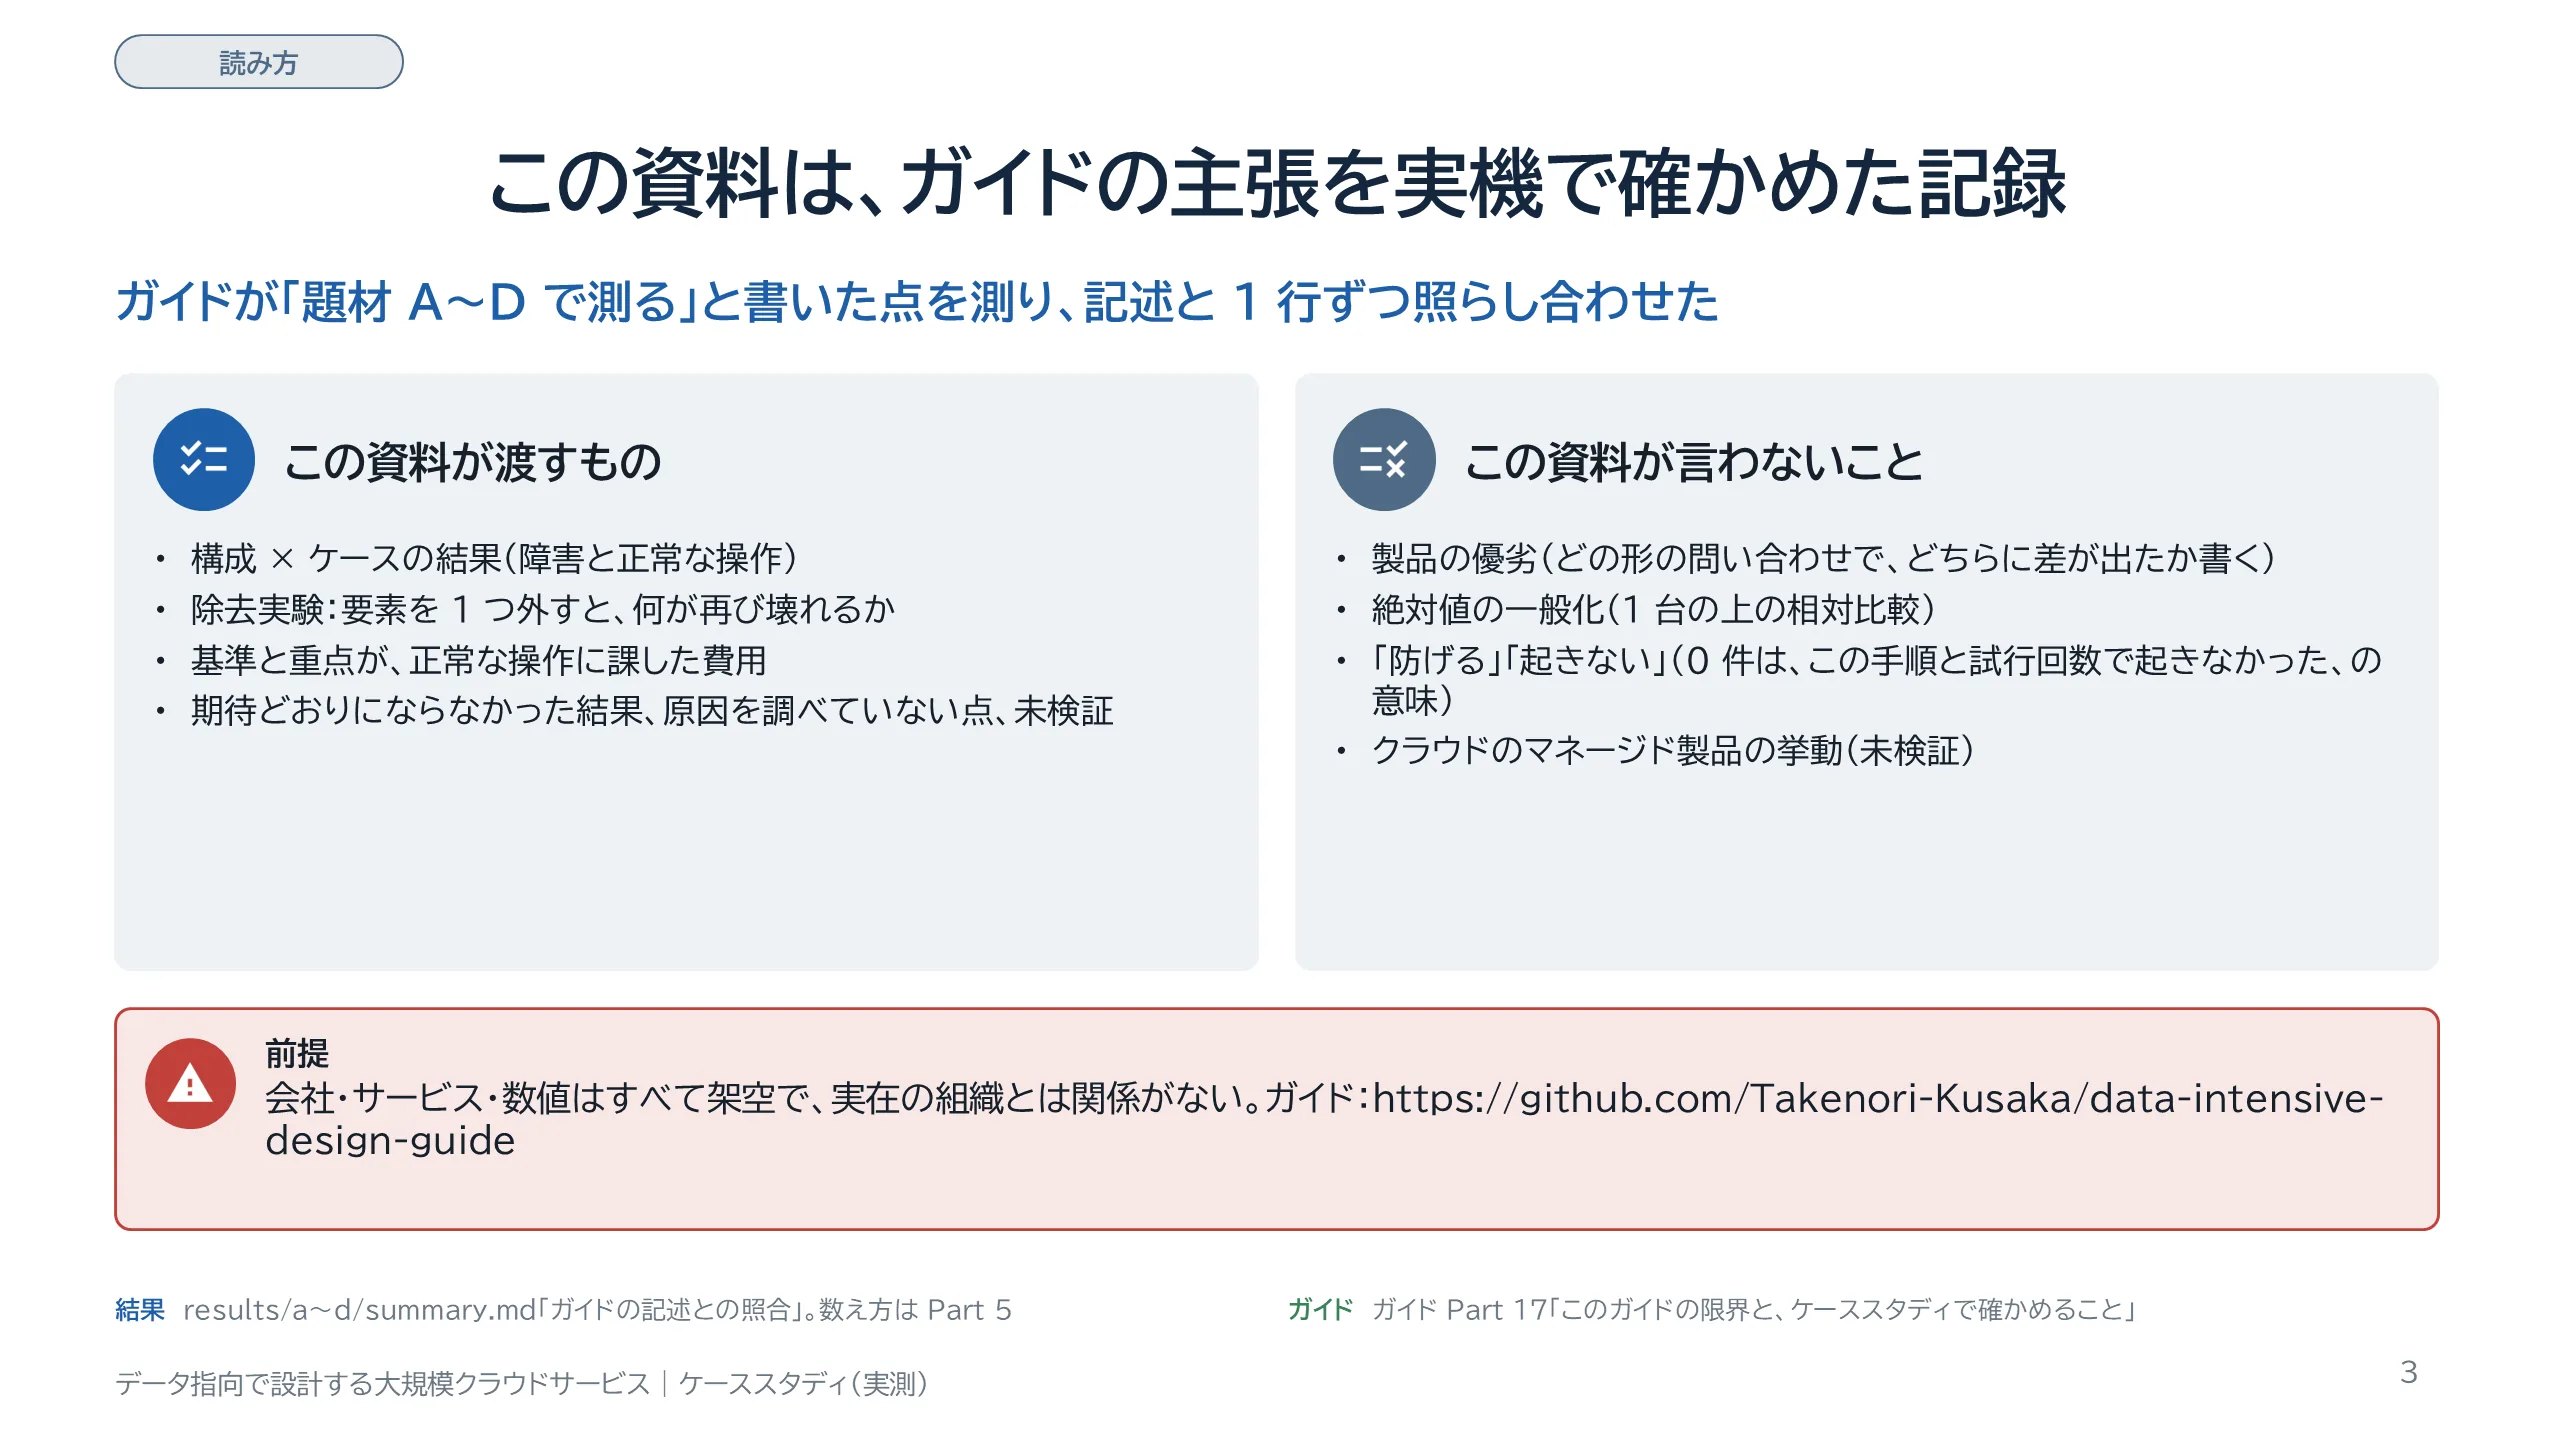 読み方
この資料は、ガイドの主張を実機で確かめた記録
ガイドが「題材 A～D で測る」と書いた点を測り、記述と 1 行ずつ照らし合わせた
この資料が渡すもの
・ 構成 × ケースの結果（障害と正常な操作）
・ 除去実験：要素を 1 つ外すと、何が再び壊れるか
・ 基準と重点が、正常な操作に課した費用
・ 期待どおりにならなかった結果、原因を調べていない点、未検証
この資料が言わないこと
・ 製品の優劣（どの形の問い合わせで、どちらに差が出たか書く）
・ 絶対値の一般化（1 台の上の相対比較）
・ 「防げる」「起きない」（0 件は、この手順と試行回数で起きなかった、の
意味）
・ クラウドのマネージド製品の挙動（未検証）
前提
会社・サービス・数値はすべて架空で、実在の組織とは関係がない。ガイド：https://github.com/Takenori-Kusaka/data-intensive-
design-guide
結果 results/a～d/summary.md「ガイドの記述との照合」。数え方は Part 5
ガイド ガイド Part 17「このガイドの限界と、ケーススタディで確かめること」
データ指向で設計する大規模クラウドサービス｜ケーススタディ（実測）
3